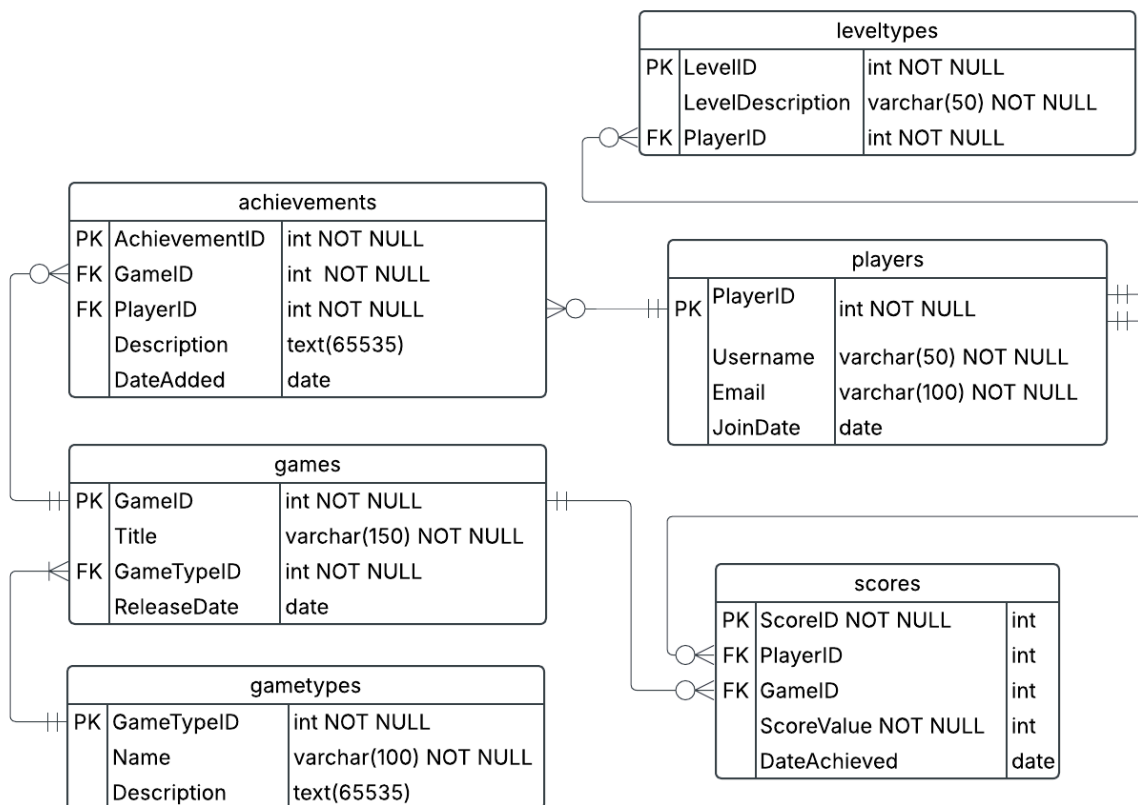 leveltypes
PK LevelID int NOT NULL
LevelDescription varchar(50) NOT NULL
FK PlayerID int NOT NULL
achievements
PK AchievementID int NOT NULL
FK GameID int NOT NULL
FK PlayerID int NOT NULL
Description text(65535)
DateAdded date
players
PK PlayerID int NOT NULL
Username varchar(50) NOT NULL
Email varchar(100) NOT NULL
JoinDate date
games
PK GameID int NOT NULL
Title varchar(150) NOT NULL
FK GameTypeID int NOT NULL
ReleaseDate date
scores
PK ScoreID NOT NULL int
FK PlayerID int
FK GameID int
ScoreValue NOT NULL int
DateAchieved date
gametypes
PK GameTypeID int NOT NULL
Name varchar(100) NOT NULL
Description text(65535)